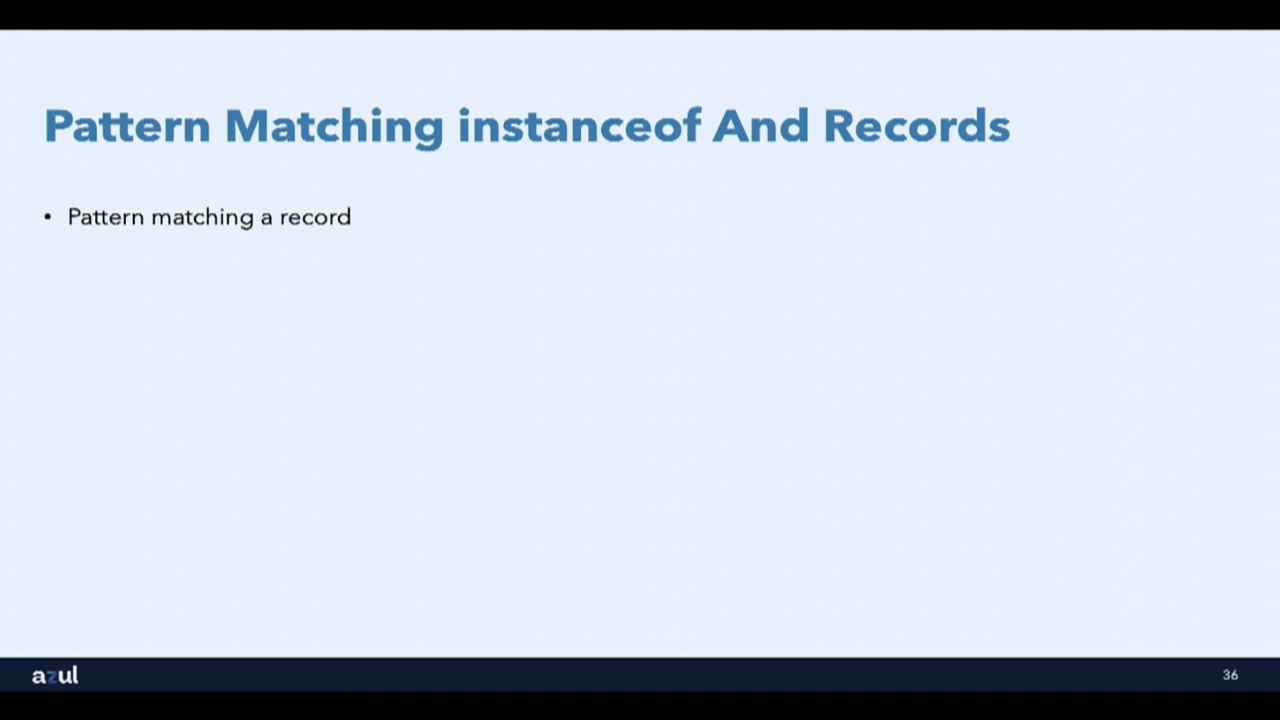 Pattern Matching instanceof And Records
• Pattern matching a record
azul
36